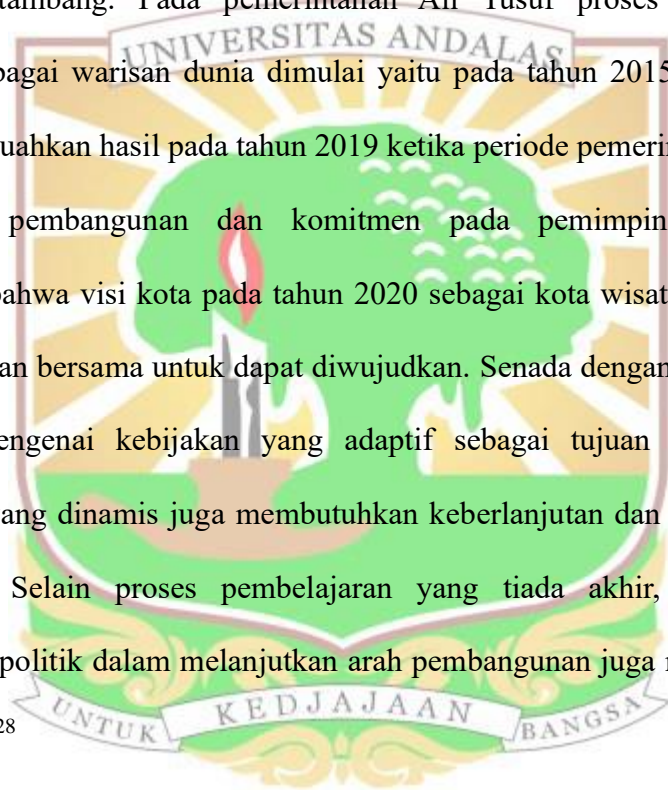 tambang. Pada pemerintahan Ali Yusuf proses
UNIVERSITAS ANDALAS
bagai warisan dunia dimulai yaitu pada tahun 2015
uahkan hasil pada tahun 2019 ketika periode pemerin
pembangunan dan komitmen pada pemimpin
bahwa visi kota pada tahun 2020 sebagai kota wisat
an bersama untuk dapat diwujudkan. Senada dengan
engenai kebijakan yang adaptif sebagai tujuan
ang dinamis juga membutuhkan keberlanjutan dan
Selain proses pembelajaran yang tiada akhir,
politik dalam melanjutkan arah pembangunan juga
28
UNTUK KEDJAJAAN BANGSA